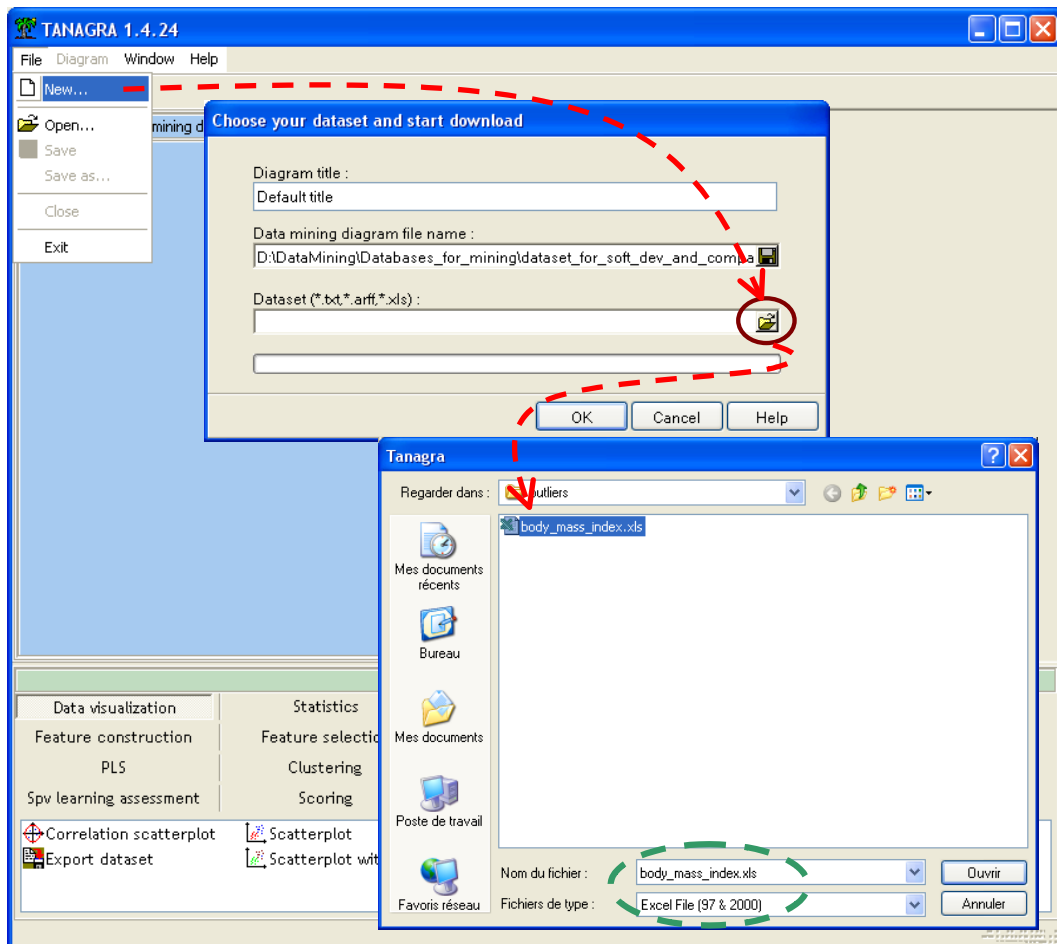 TANAGRA 1.4.24
File Diagram Window Help
New...
Open...
Save
Save as...
Close
Exit
mining d
Choose your dataset and start download
Diagram title :
Default title
Data mining diagram file name :
D:\DataMining\Databases_for_mining\dataset_for_soft_dev_and_compa
Dataset (*.txt,*.arff,*.xls) :
OK Cancel Help
Tanagra
Regarder dans : outliers
body_mass_index.xls
Mes documents
récents
Bureau
Mes documents
Poste de travail
Favoris réseau
Nom du fichier : body_mass_index.xls Ouvrir
Fichiers de type : Excel File (97 & 2000) Annuler
Data visualization Statistics
Feature construction Feature selectio
PLS Clustering
Spv learning assessment Scoring
Correlation scatterplot Scatterplot
Export dataset Scatterplot wit